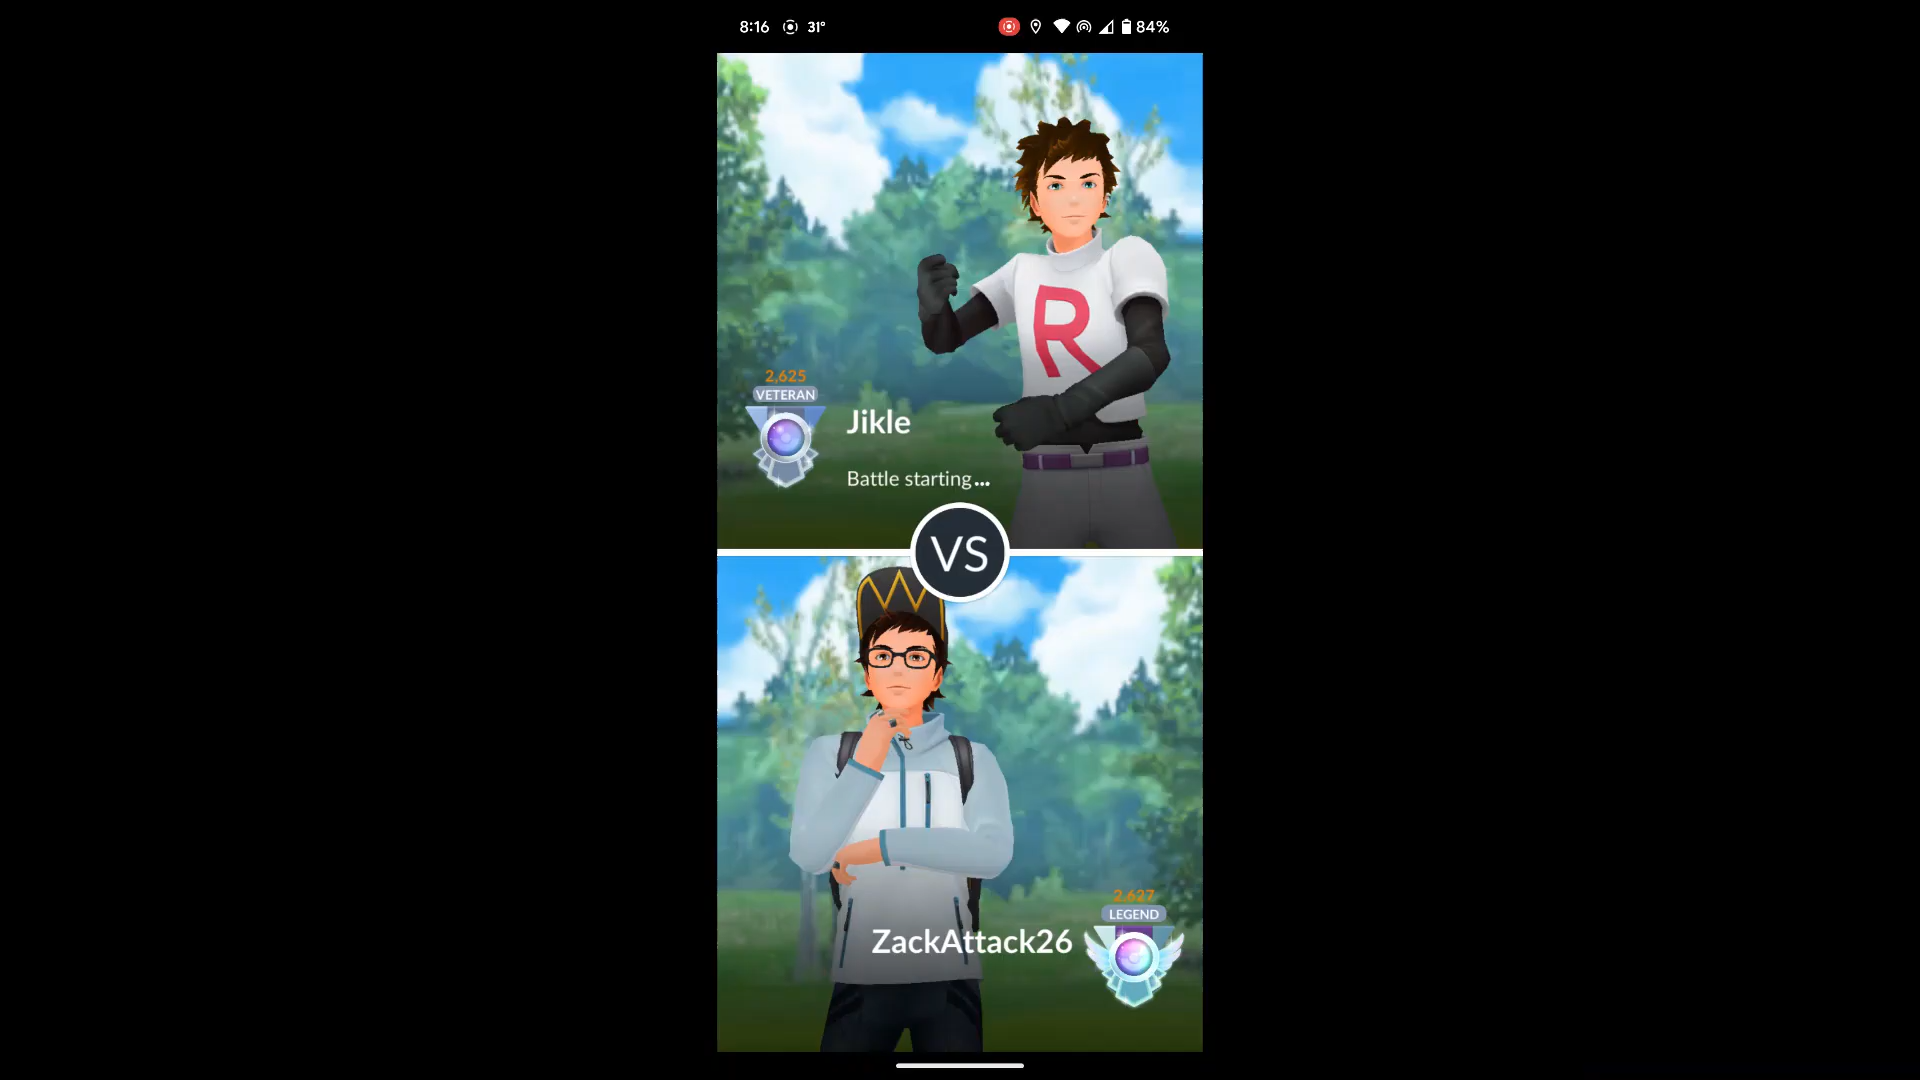 8:16 31° 84%
R
2,625
VETERAN
Jikle
Battle starting...
VS
2,627
LEGEND
ZackAttack26